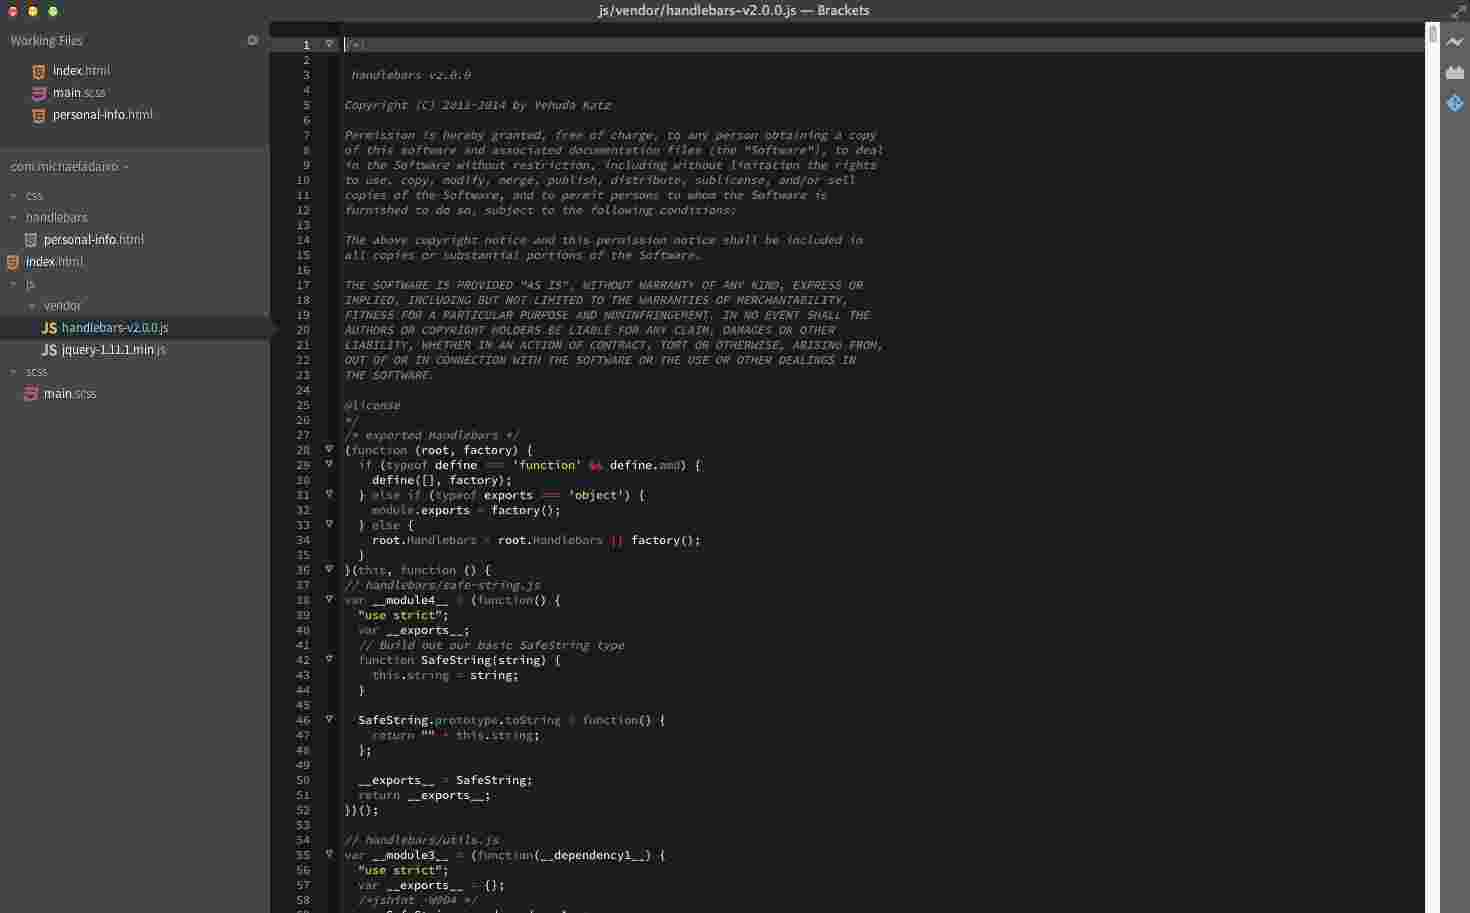 js/vendor/handlebars-v2.0.0.js — Brackets
Working Files
index.html
main.scss
personal-info.html
com.michaeladaixo
css
handlebars
personal-info.html
index.html
js
vendor
JS handlebars-v2.0.0.js
JS jquery-1.11.1.min.js
scss
main.scss
1 /*!
2
3 handlebars v2.0.0
4
5 Copyright (C) 2011-2014 by Yehuda Katz
6
7 Permission is hereby granted, free of charge, to any person obtaining a copy
8 of this software and associated documentation files (the "Software"), to deal
9 in the Software without restriction, including without limitation the rights
10 to use, copy, modify, merge, publish, distribute, sublicense, and/or sell
11 copies of the Software, and to permit persons to whom the Software is
12 furnished to do so, subject to the following conditions:
13
14 The above copyright notice and this permission notice shall be included in
15 all copies or substantial portions of the Software.
16
17 THE SOFTWARE IS PROVIDED "AS IS", WITHOUT WARRANTY OF ANY KIND, EXPRESS OR
18 IMPLIED, INCLUDING BUT NOT LIMITED TO THE WARRANTIES OF MERCHANTABILITY,
19 FITNESS FOR A PARTICULAR PURPOSE AND NONINFRINGEMENT. IN NO EVENT SHALL THE
20 AUTHORS OR COPYRIGHT HOLDERS BE LIABLE FOR ANY CLAIM, DAMAGES OR OTHER
21 LIABILITY, WHETHER IN AN ACTION OF CONTRACT, TORT OR OTHERWISE, ARISING FROM,
22 OUT OF OR IN CONNECTION WITH THE SOFTWARE OR THE USE OR OTHER DEALINGS IN
23 THE SOFTWARE.
24
25 @license
26 */
27 /* exported Handlebars */
28 (function (root, factory) {
29 if (typeof define === 'function' && define.amd) {
30 define([], factory);
31 } else if (typeof exports === 'object') {
32 module.exports = factory();
33 } else {
34 root.Handlebars = root.Handlebars || factory();
35 }
36 }(this, function () {
37 // handlebars/safe-string.js
38 var __module4__ = (function() {
39 "use strict";
40 var __exports__;
41 // Build out our basic SafeString type
42 function SafeString(string) {
43 this.string = string;
44 }
45
46 SafeString.prototype.toString = function() {
47 return "" + this.string;
48 };
49
50 __exports__ = SafeString;
51 return __exports__;
52 })();
53
54 // handlebars/utils.js
55 var __module3__ = (function(__dependency1__) {
56 "use strict";
57 var __exports__ = {};
58 /*jshint -W004 */